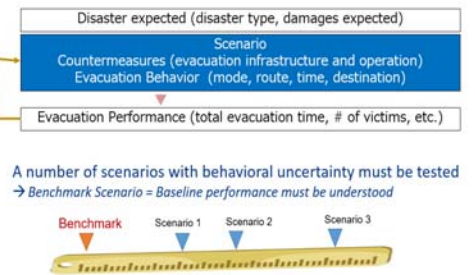 Disaster expected (disaster type, damages expected)
Scenario
Countermeasures (evacuation infrastructure and operation)
Evacuation Behavior (mode, route, time, destination)
Evacuation Performance (total evacuation time, # of victims, etc.)
A number of scenarios with behavioral uncertainty must be tested
→ Benchmark Scenario = Baseline performance must be understood
Benchmark Scenario 1 Scenario 2 Scenario 3